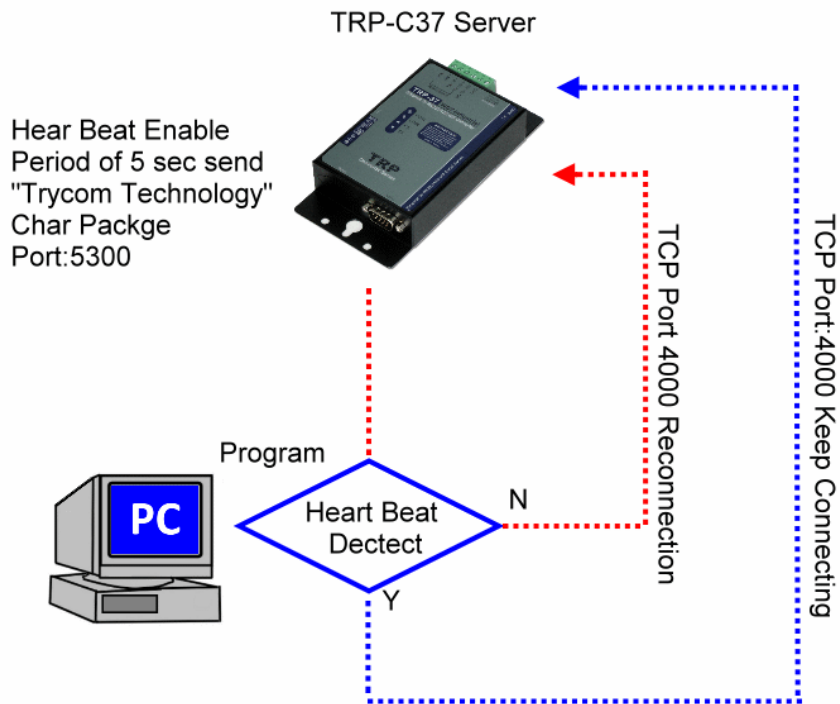 TRP-C37 Server
Hear Beat Enable
Period of 5 sec send
"Trycom Technology"
Char Packge
Port:5300
TRP
Program
PC
Heart Beat
Dectect
N
Y
TCP Port 4000 Reconnection
TCP Port:4000 Keep Connecting